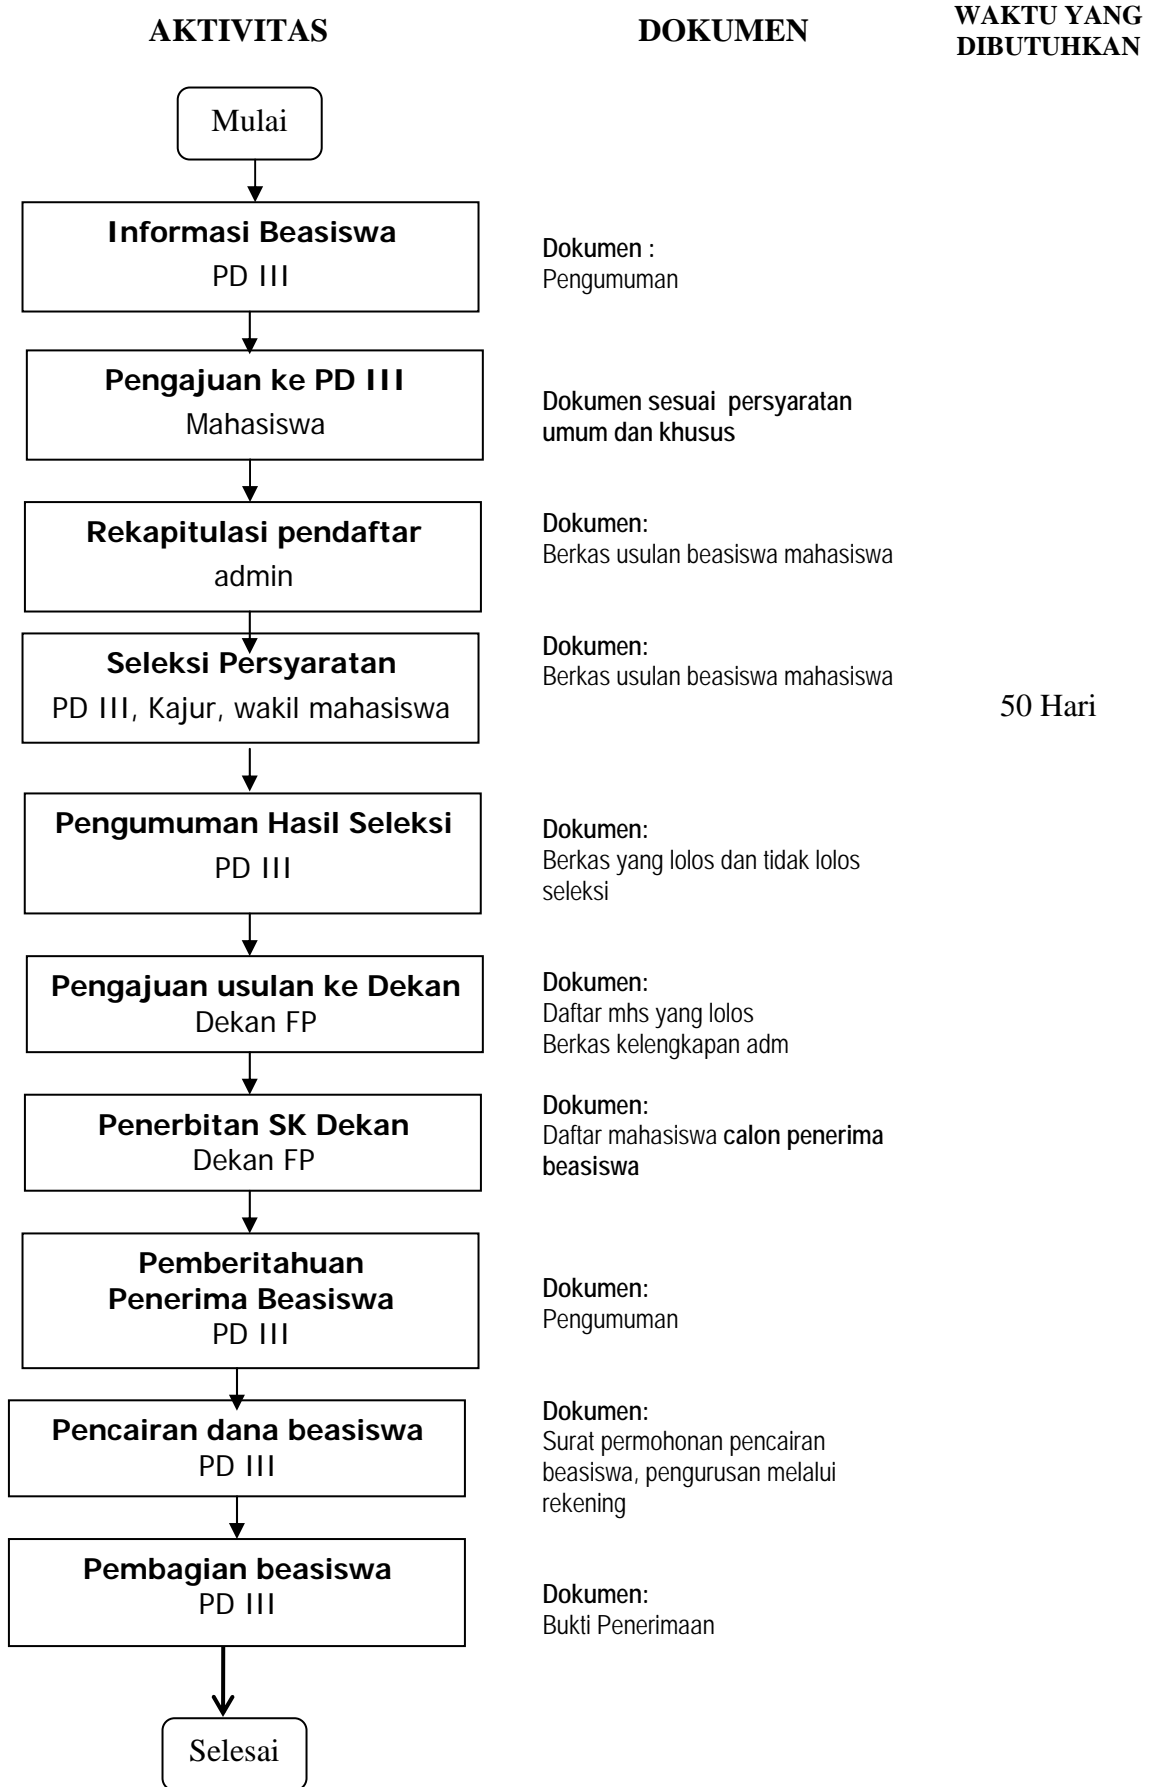 AKTIVITAS
DOKUMEN
WAKTU YANG
DIBUTUHKAN
Mulai
Informasi Beasiswa
PD III
Dokumen :
Pengumuman
Pengajuan ke PD III
Mahasiswa
Dokumen sesuai persyaratan
umum dan khusus
Rekapitulasi pendaftar
admin
Dokumen:
Berkas usulan beasiswa mahasiswa
Seleksi Persyaratan
PD III, Kajur, wakil mahasiswa
Dokumen:
Berkas usulan beasiswa mahasiswa
50 Hari
Pengumuman Hasil Seleksi
PD III
Dokumen:
Berkas yang lolos dan tidak lolos
seleksi
Pengajuan usulan ke Dekan
Dekan FP
Dokumen:
Daftar mhs yang lolos
Berkas kelengkapan adm
Penerbitan SK Dekan
Dekan FP
Dokumen:
Daftar mahasiswa calon penerima
beasiswa
Pemberitahuan
Penerima Beasiswa
PD III
Dokumen:
Pengumuman
Pencairan dana beasiswa
PD III
Dokumen:
Surat permohonan pencairan
beasiswa, pengurusan melalui
rekening
Pembagian beasiswa
PD III
Dokumen:
Bukti Penerimaan
Selesai